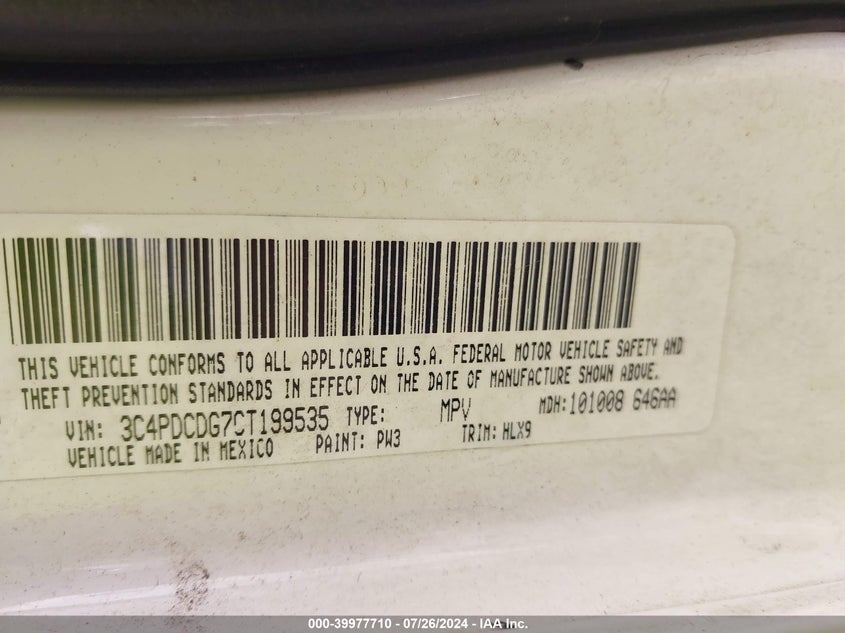 THIS VEHICLE CONFORMS TO ALL APPLICABLE U.S.A. FEDERAL MOTOR VEHICLE SAFETY AND
THEFT PREVENTION STANDARDS IN EFFECT ON THE DATE OF MANUFACTURE SHOWN ABOVE.
VIN: 3C4PDCDG7CT199535 TYPE: MPV MDH: 101008 646AA
VEHICLE MADE IN MEXICO PAINT: PW3 TRIM: HLX9
000-39977710 - 07/26/2024 - IAA Inc.